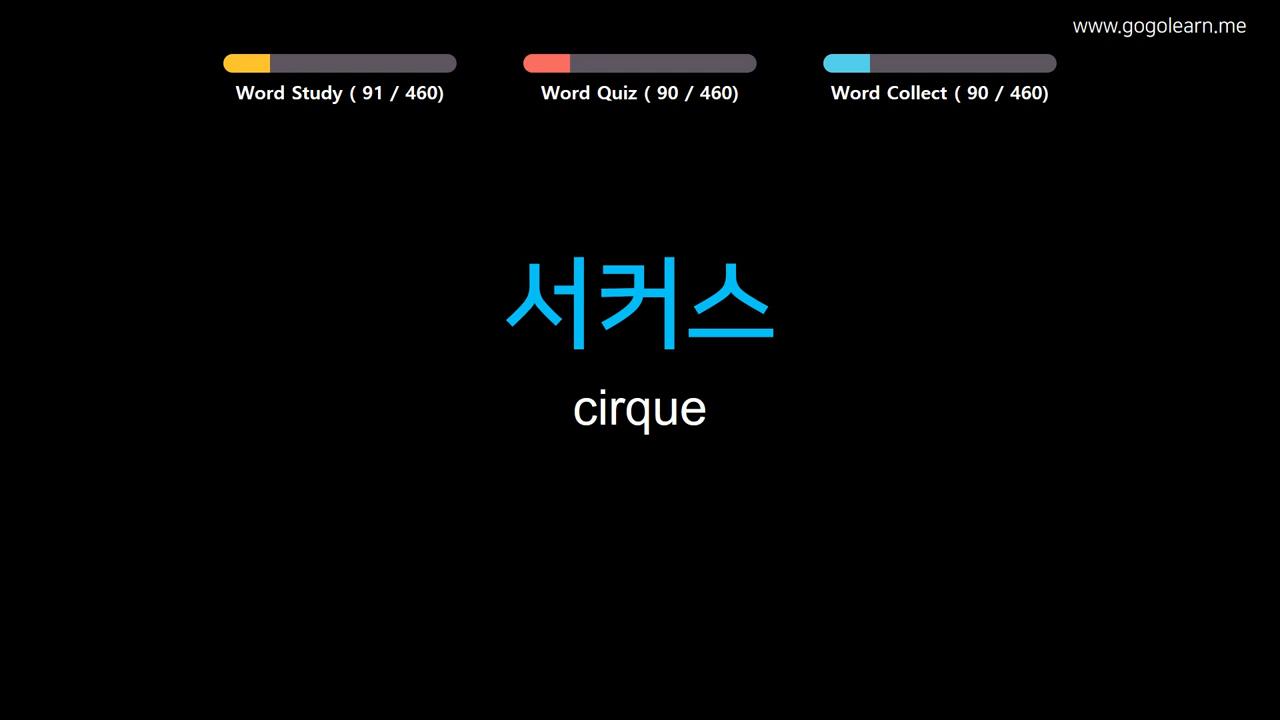 www.gogolearn.me
Word Study ( 91 / 460)
Word Quiz ( 90 / 460)
Word Collect ( 90 / 460)
서커스
cirque